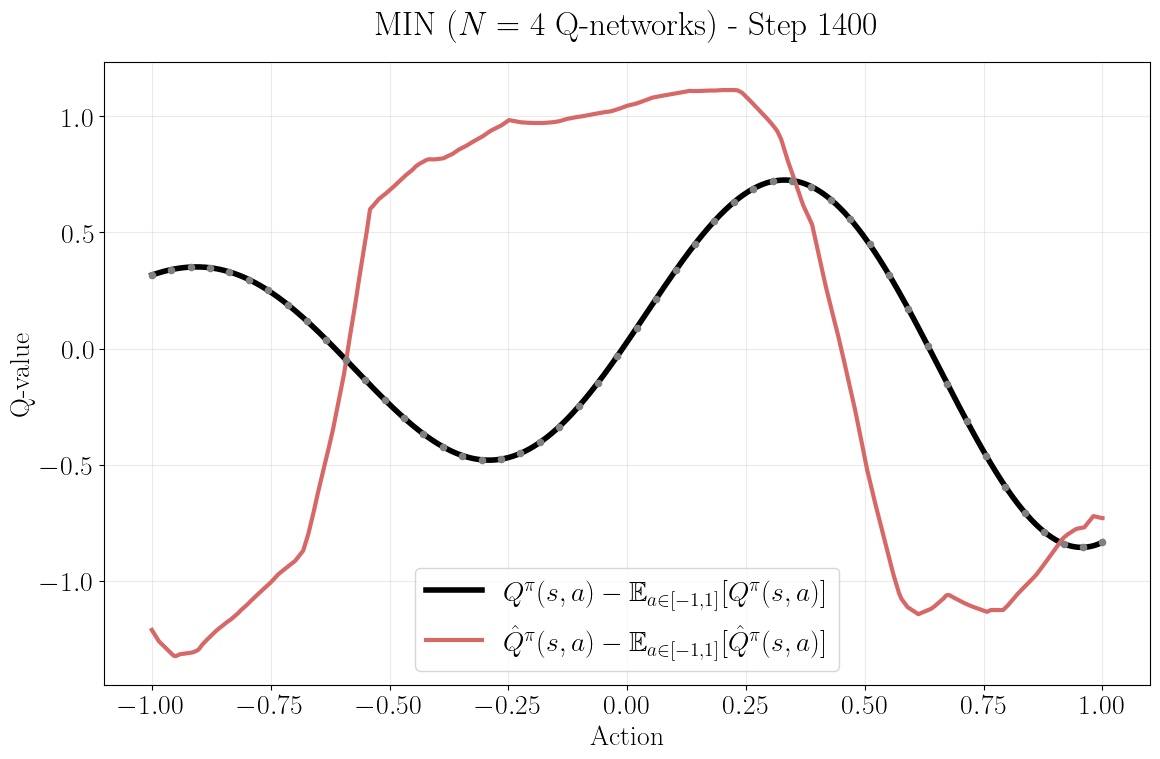 MIN (N = 4 Q-networks) - Step 1400
1.0
0.5
0.0
−0.5
−1.0
Q-value
Q^π(s, a) − 𝔼_{a∈[−1,1]}[Q^π(s, a)]
Q̂^π(s, a) − 𝔼_{a∈[−1,1]}[Q̂^π(s, a)]
−1.00 −0.75 −0.50 −0.25 0.00 0.25 0.50 0.75 1.00
Action